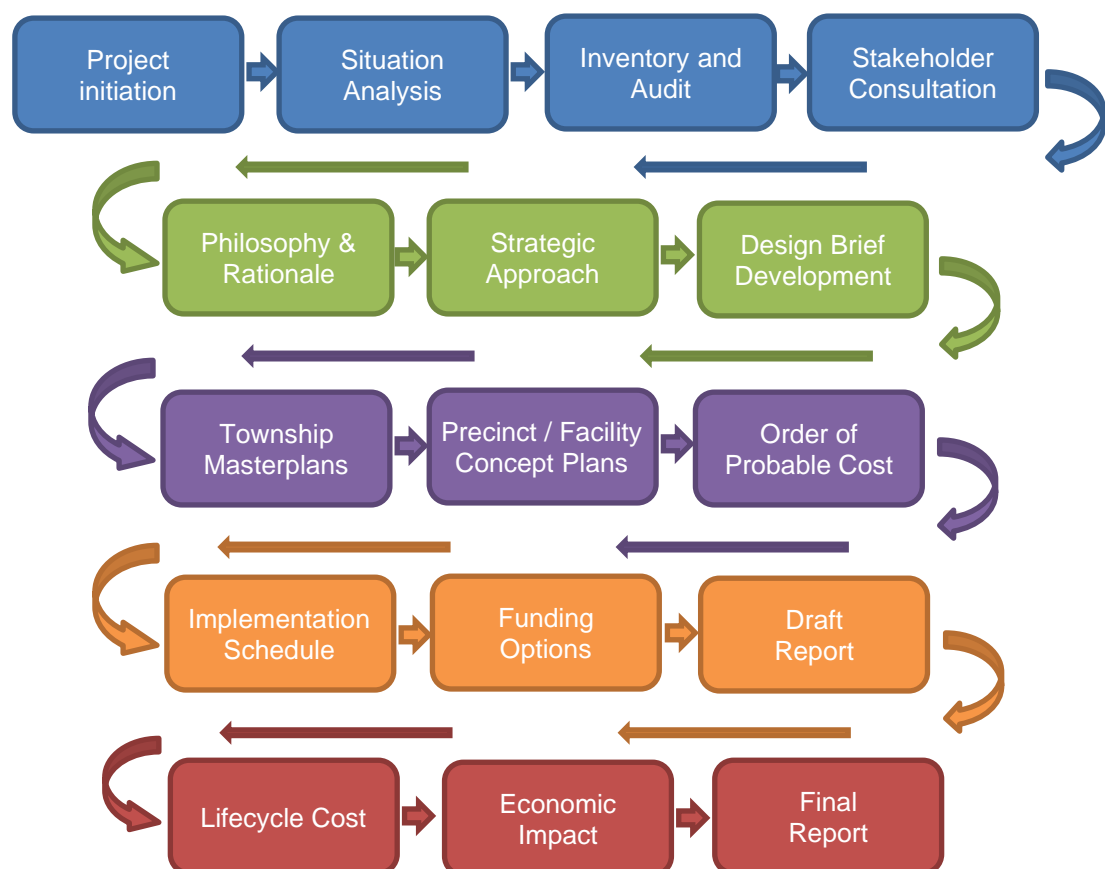 Project
initiation
Situation
Analysis
Inventory and
Audit
Stakeholder
Consultation
Philosophy &
Rationale
Strategic
Approach
Design Brief
Development
Township
Masterplans
Precinct / Facility
Concept Plans
Order of
Probable Cost
Implementation
Schedule
Funding
Options
Draft
Report
Lifecycle Cost
Economic
Impact
Final
Report